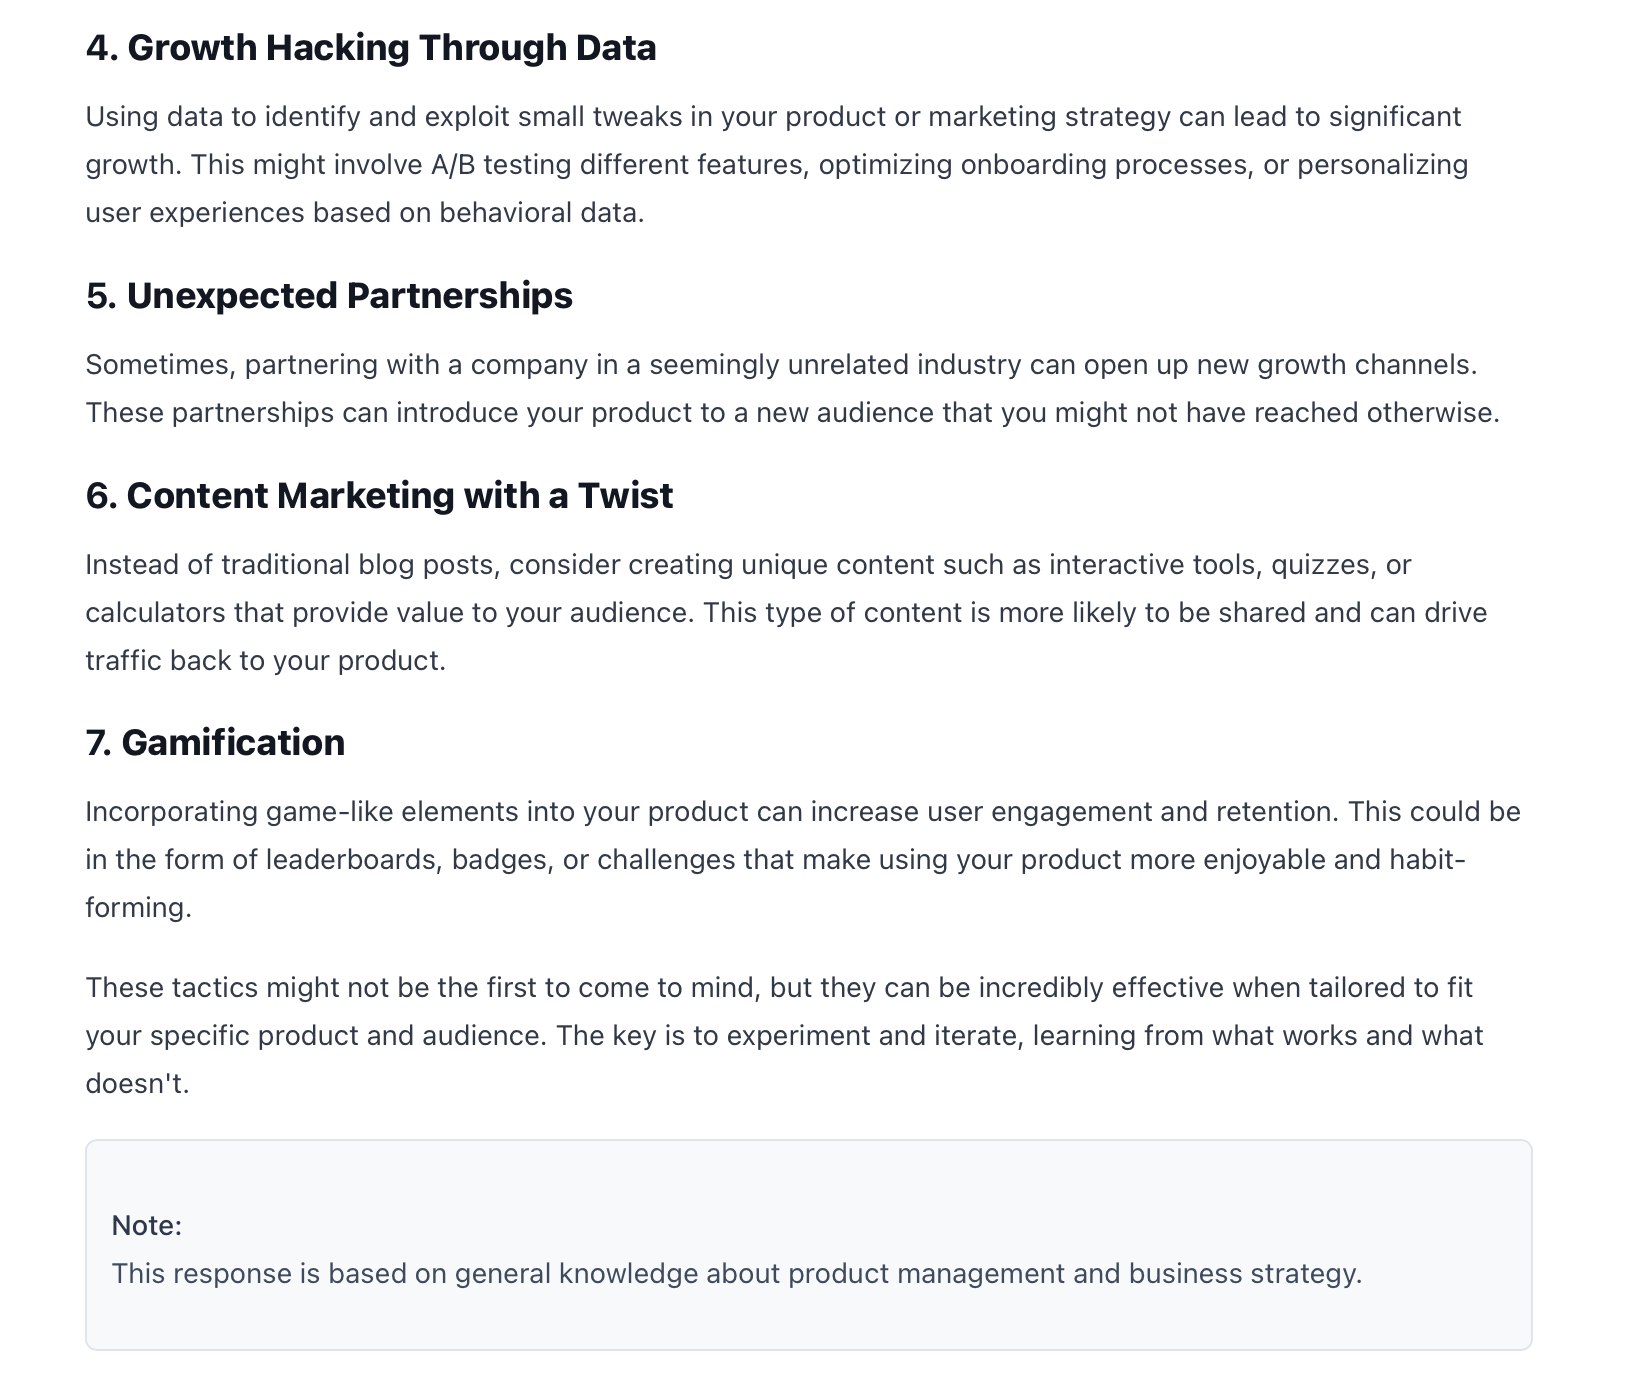 4. Growth Hacking Through Data
Using data to identify and exploit small tweaks in your product or marketing strategy can lead to significant
growth. This might involve A/B testing different features, optimizing onboarding processes, or personalizing
user experiences based on behavioral data.
5. Unexpected Partnerships
Sometimes, partnering with a company in a seemingly unrelated industry can open up new growth channels.
These partnerships can introduce your product to a new audience that you might not have reached otherwise.
6. Content Marketing with a Twist
Instead of traditional blog posts, consider creating unique content such as interactive tools, quizzes, or
calculators that provide value to your audience. This type of content is more likely to be shared and can drive
traffic back to your product.
7. Gamification
Incorporating game-like elements into your product can increase user engagement and retention. This could be
in the form of leaderboards, badges, or challenges that make using your product more enjoyable and habit-
forming.
These tactics might not be the first to come to mind, but they can be incredibly effective when tailored to fit
your specific product and audience. The key is to experiment and iterate, learning from what works and what
doesn't.
Note:
This response is based on general knowledge about product management and business strategy.